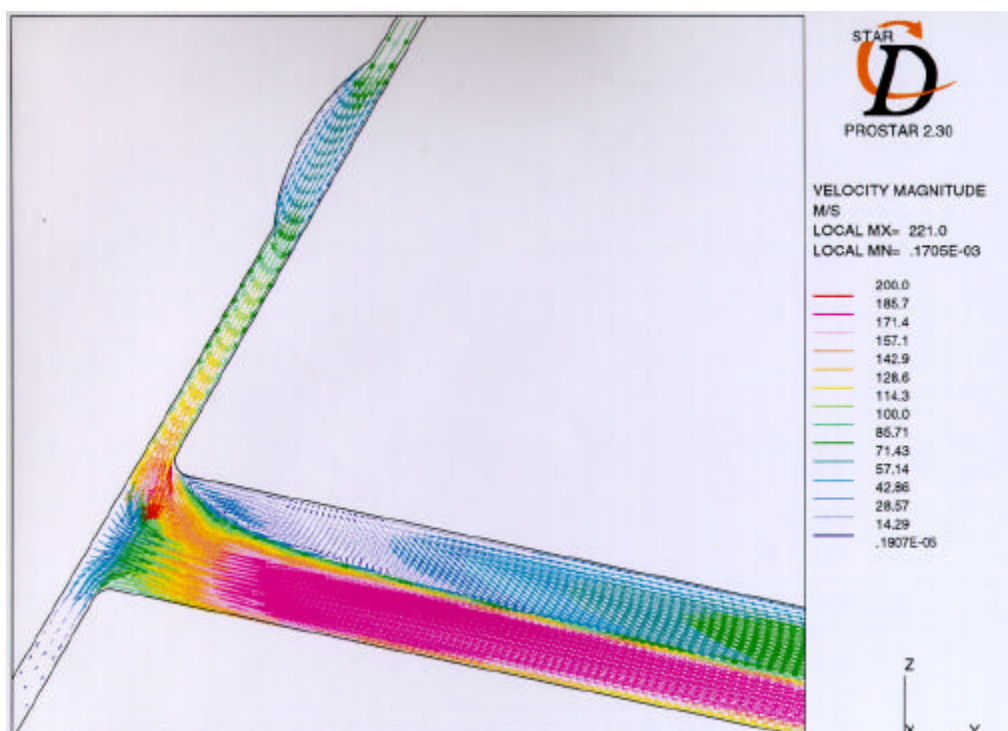 STAR
D
PROSTAR 2.30
VELOCITY MAGNITUDE
M/S
LOCAL MX= 221.0
LOCAL MN= .1705E-03
200.0
185.7
171.4
157.1
142.9
128.6
114.3
100.0
85.71
71.43
57.14
42.86
28.57
14.29
.1907E-05
Z
X
Y